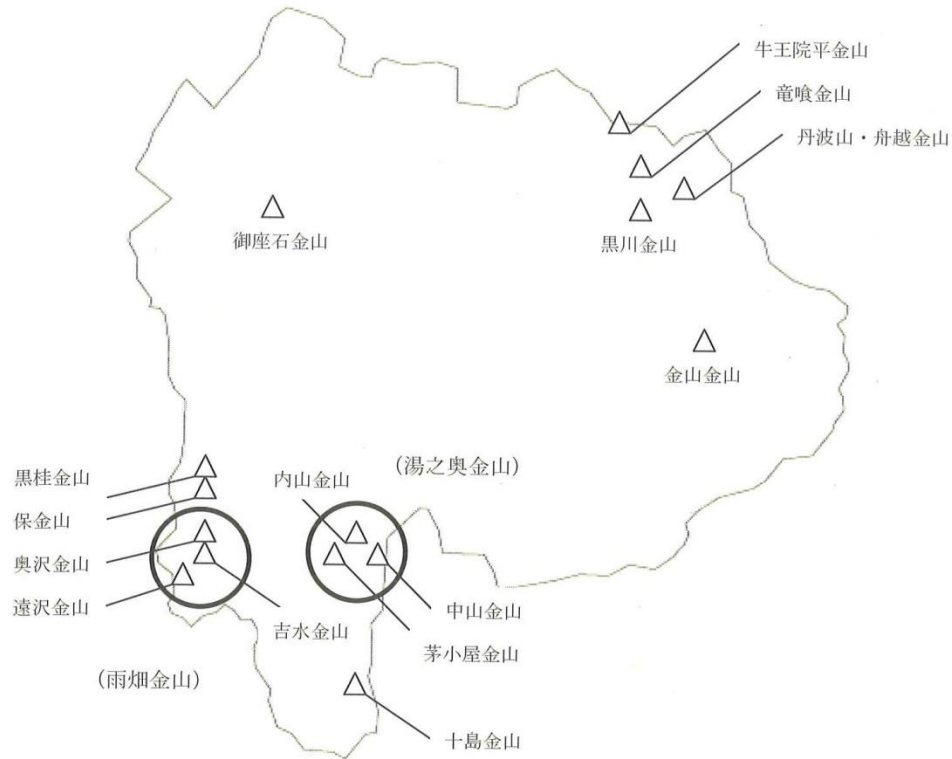 牛王院平金山
竜喰金山
丹波山・舟越金山
御座石金山
黒川金山
金山金山
(湯之奥金山)
黒桂金山
内山金山
保金山
奥沢金山
遠沢金山
中山金山
吉水金山
茅小屋金山
(雨畑金山)
十島金山